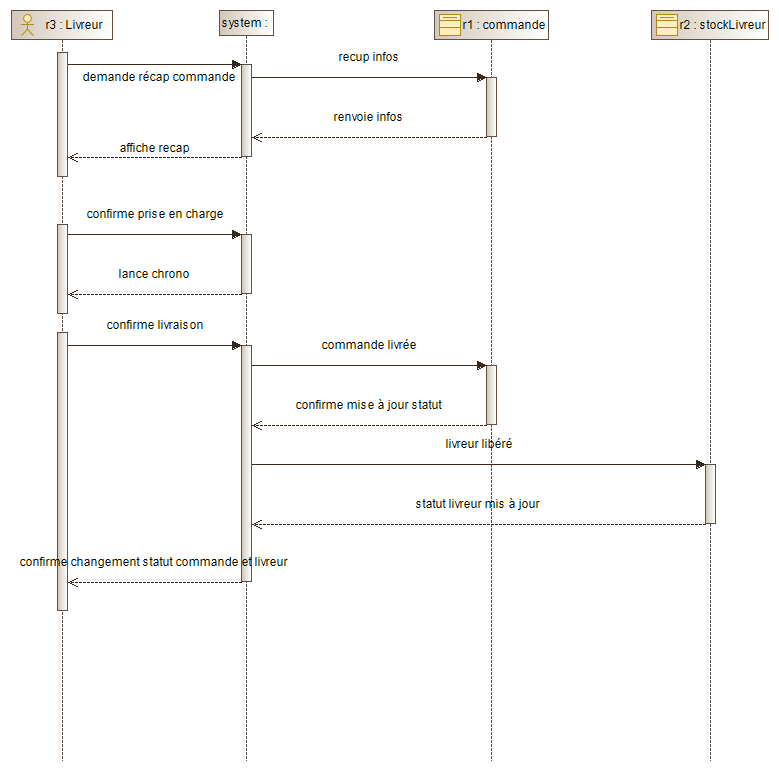 r3 : Livreur
system :
r1 : commande
r2 : stockLivreur
recup infos
demande récap commande
renvoie infos
affiche recap
confirme prise en charge
lance chrono
confirme livraison
commande livrée
confirme mise à jour statut
livreur libéré
statut livreur mis à jour
confirme changement statut commande et livreur